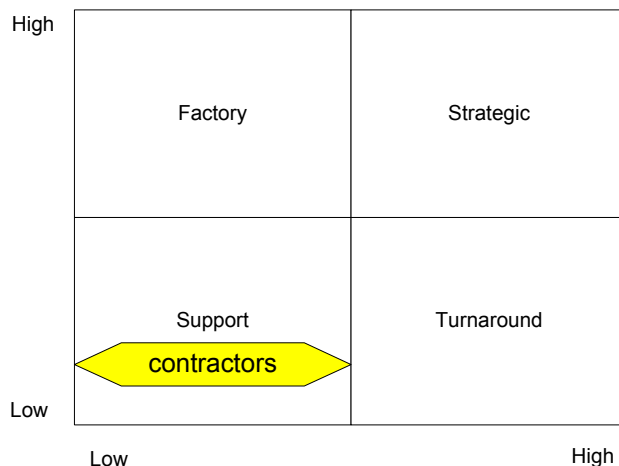 High
Factory
Strategic
Support
Turnaround
contractors
Low
Low
High